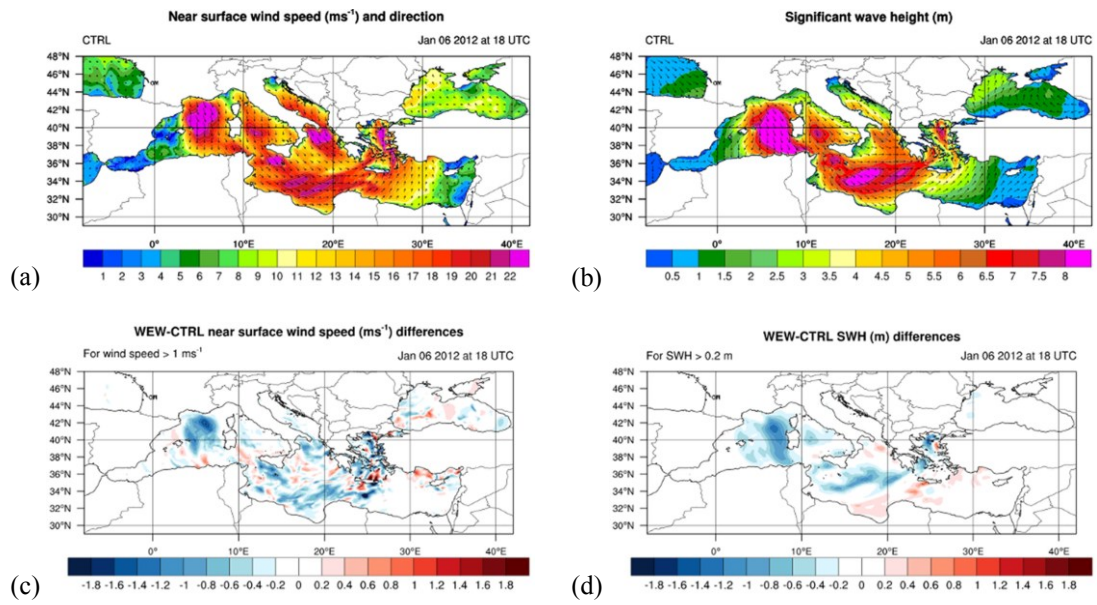 Near surface wind speed (ms⁻¹) and direction
CTRL Jan 06 2012 at 18 UTC
48°N
46°N
44°N
42°N
40°N
38°N
36°N
34°N
32°N
30°N
0° 10°E 20°E 30°E 40°E
1 2 3 4 5 6 7 8 9 10 11 12 13 14 15 16 17 18 19 20 21 22
(a)
Significant wave height (m)
CTRL Jan 06 2012 at 18 UTC
48°N
46°N
44°N
42°N
40°N
38°N
36°N
34°N
32°N
30°N
0° 10°E 20°E 30°E 40°E
0.5 1 1.5 2 2.5 3 3.5 4 4.5 5 5.5 6 6.5 7 7.5 8
(b)
WEW-CTRL near surface wind speed (ms⁻¹) differences
For wind speed > 1 ms⁻¹ Jan 06 2012 at 18 UTC
48°N
46°N
44°N
42°N
40°N
38°N
36°N
34°N
32°N
30°N
0° 10°E 20°E 30°E 40°E
-1.8 -1.6 -1.4 -1.2 -1 -0.8 -0.6 -0.4 -0.2 0 0.2 0.4 0.6 0.8 1 1.2 1.4 1.6 1.8
(c)
WEW-CTRL SWH (m) differences
For SWH > 0.2 m Jan 06 2012 at 18 UTC
48°N
46°N
44°N
42°N
40°N
38°N
36°N
34°N
32°N
30°N
0° 10°E 20°E 30°E 40°E
-1.8 -1.6 -1.4 -1.2 -1 -0.8 -0.6 -0.4 -0.2 0 0.2 0.4 0.6 0.8 1 1.2 1.4 1.6 1.8
(d)